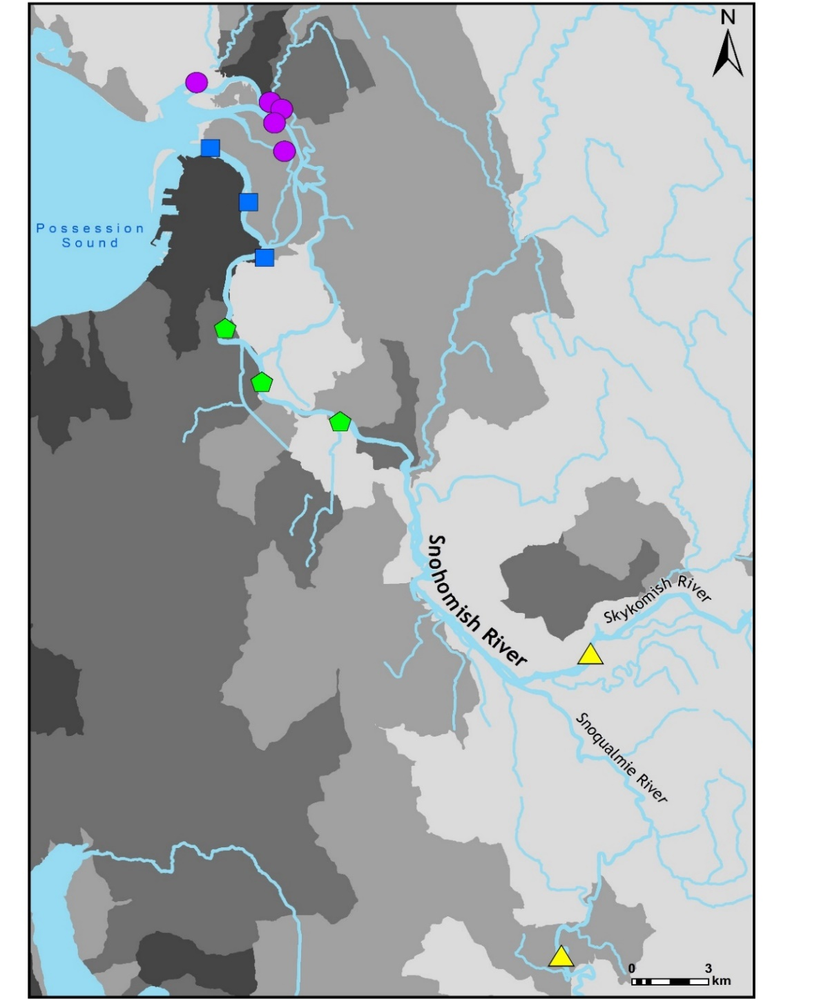 N
Possession
Sound
Snohomish River
Skykomish River
Snoqualmie River
0 3
km